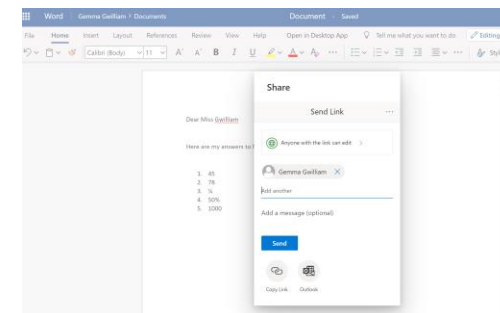 Word Gemma Gwilliam > Documents Document - Saved
File Home Insert Layout References Review View Help Open in Desktop App Tell me what you want to do Editing
Calibri (Body) 11 A A B I U A ... Styl
Share
Send Link ...
Dear Miss Gwilliam
Anyone with the link can edit >
Here are my answers to
Gemma Gwilliam X
1. 45
2. 78
3. ¼
4. 50%
5. 1000
Add another
Add a message (optional)
Send
Copy Link Outlook